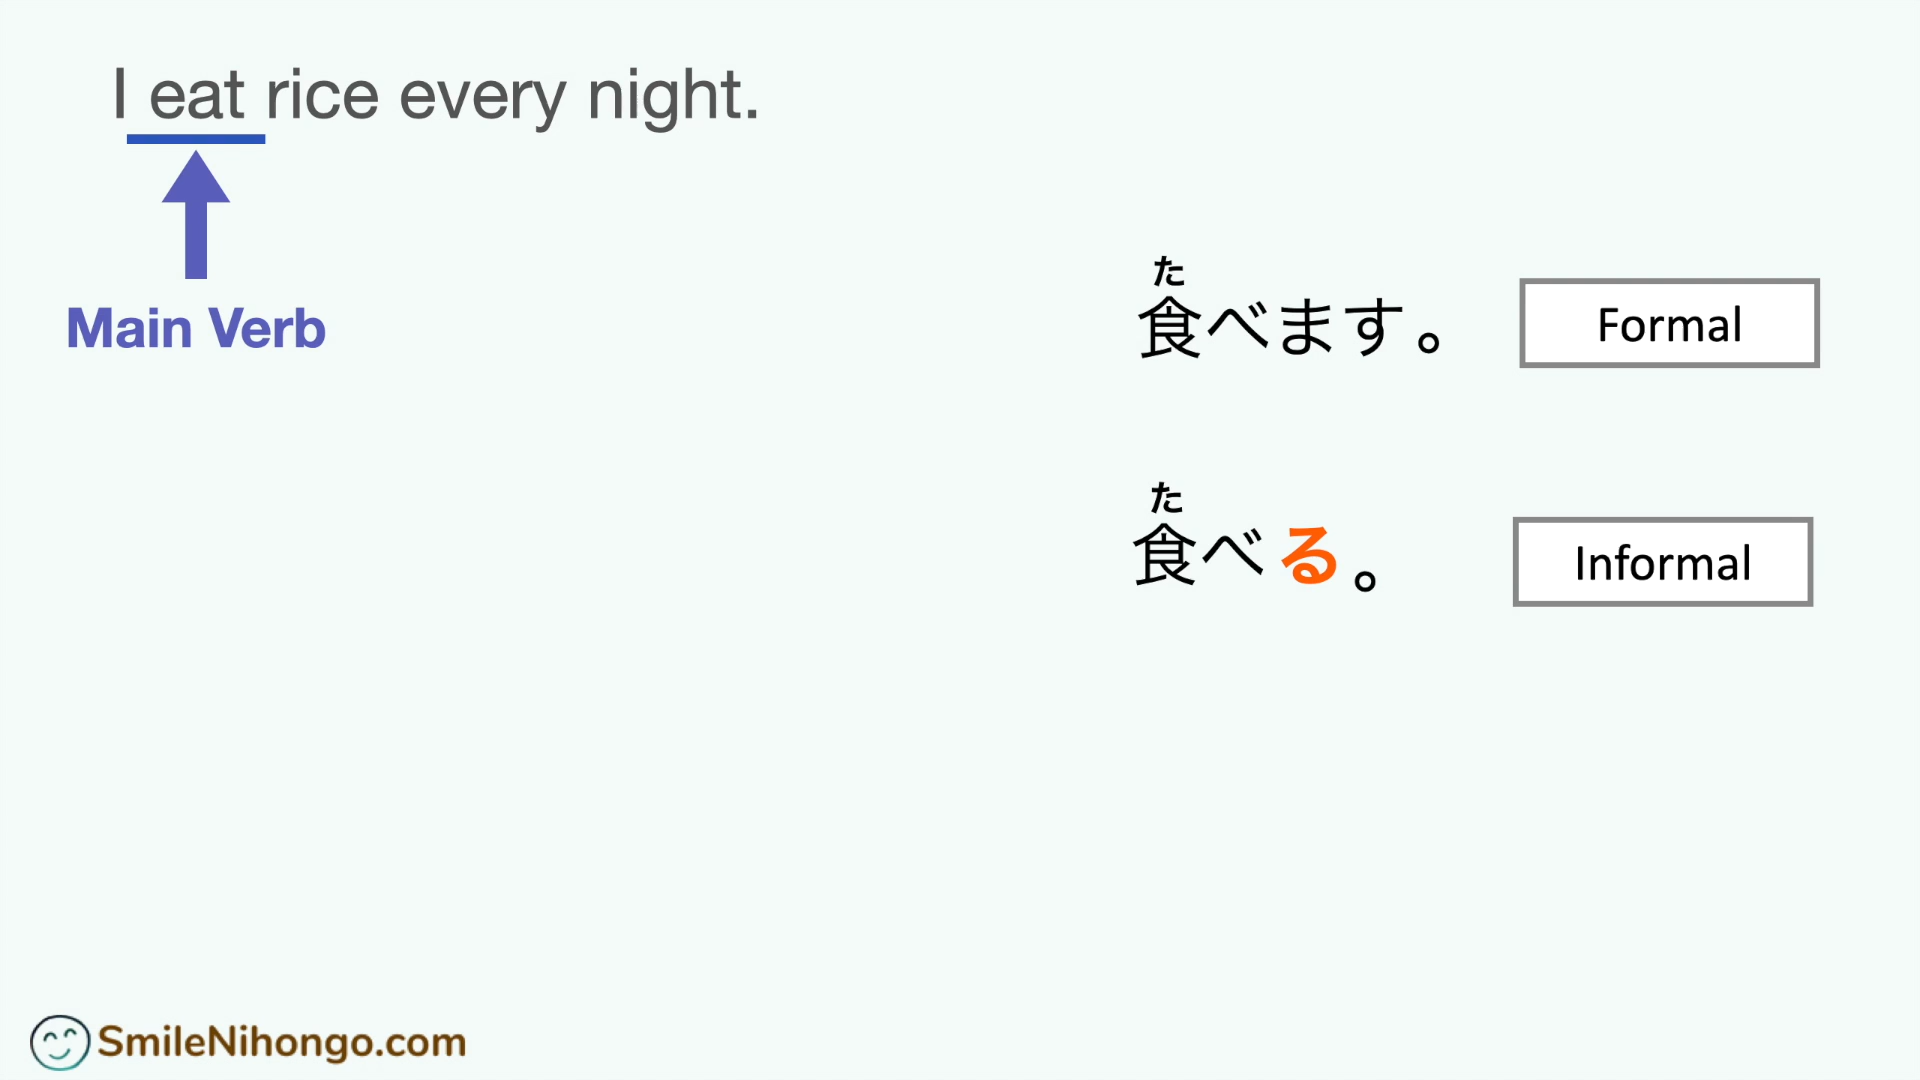 I eat rice every night.
Main Verb
た
食べます。
Formal
た
食べる。
Informal
SmileNihongo.com